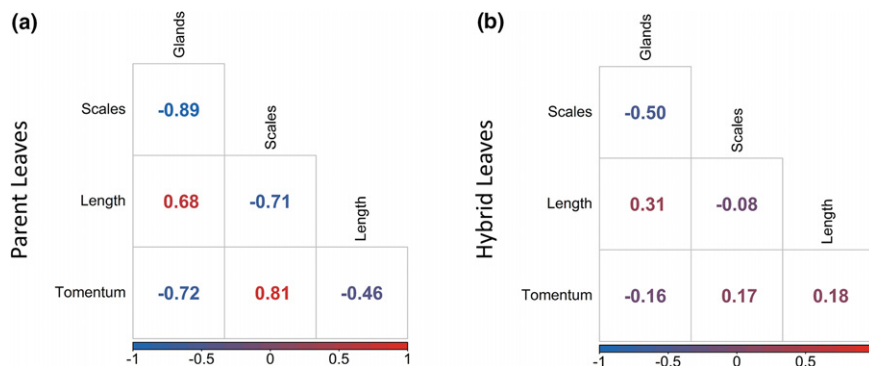 (a)
Parent Leaves
Glands
Scales -0.89
Scales
Length 0.68 -0.71
Length
Tomentum -0.72 0.81 -0.46
-1 -0.5 0 0.5 1
(b)
Hybrid Leaves
Glands
Scales -0.50
Scales
Length 0.31 -0.08
Length
Tomentum -0.16 0.17 0.18
-1 -0.5 0 0.5